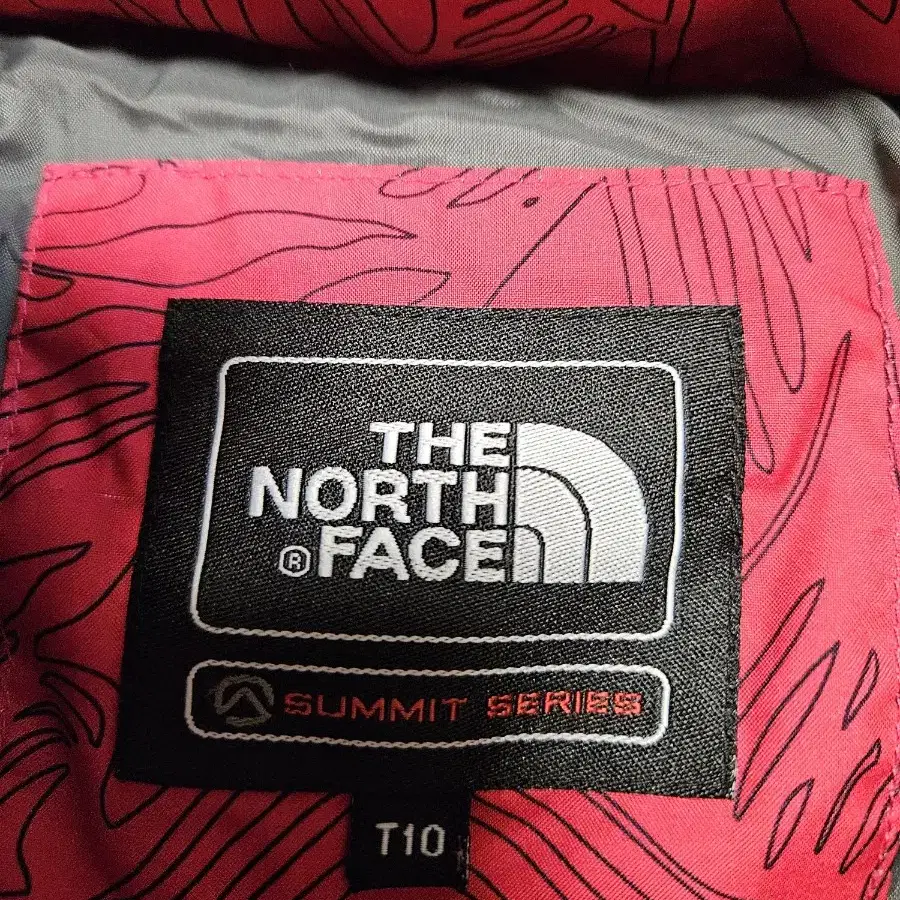 THE
NORTH
® FACE
SUMMIT SERIES
T10